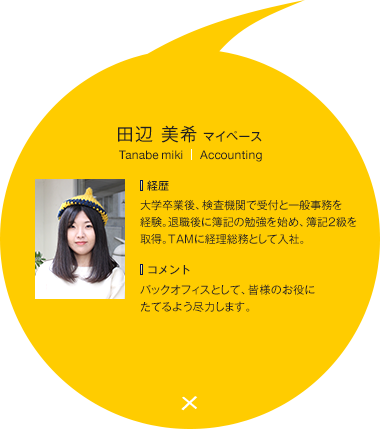 田辺 美希 マイペース
Tanabe miki | Accounting
経歴
大学卒業後、検査機関で受付と一般事務を
経験。退職後に簿記の勉強を始め、簿記2級を
取得。TAMに経理総務として入社。
コメント
バックオフィスとして、皆様のお役に
たてるよう尽力します。